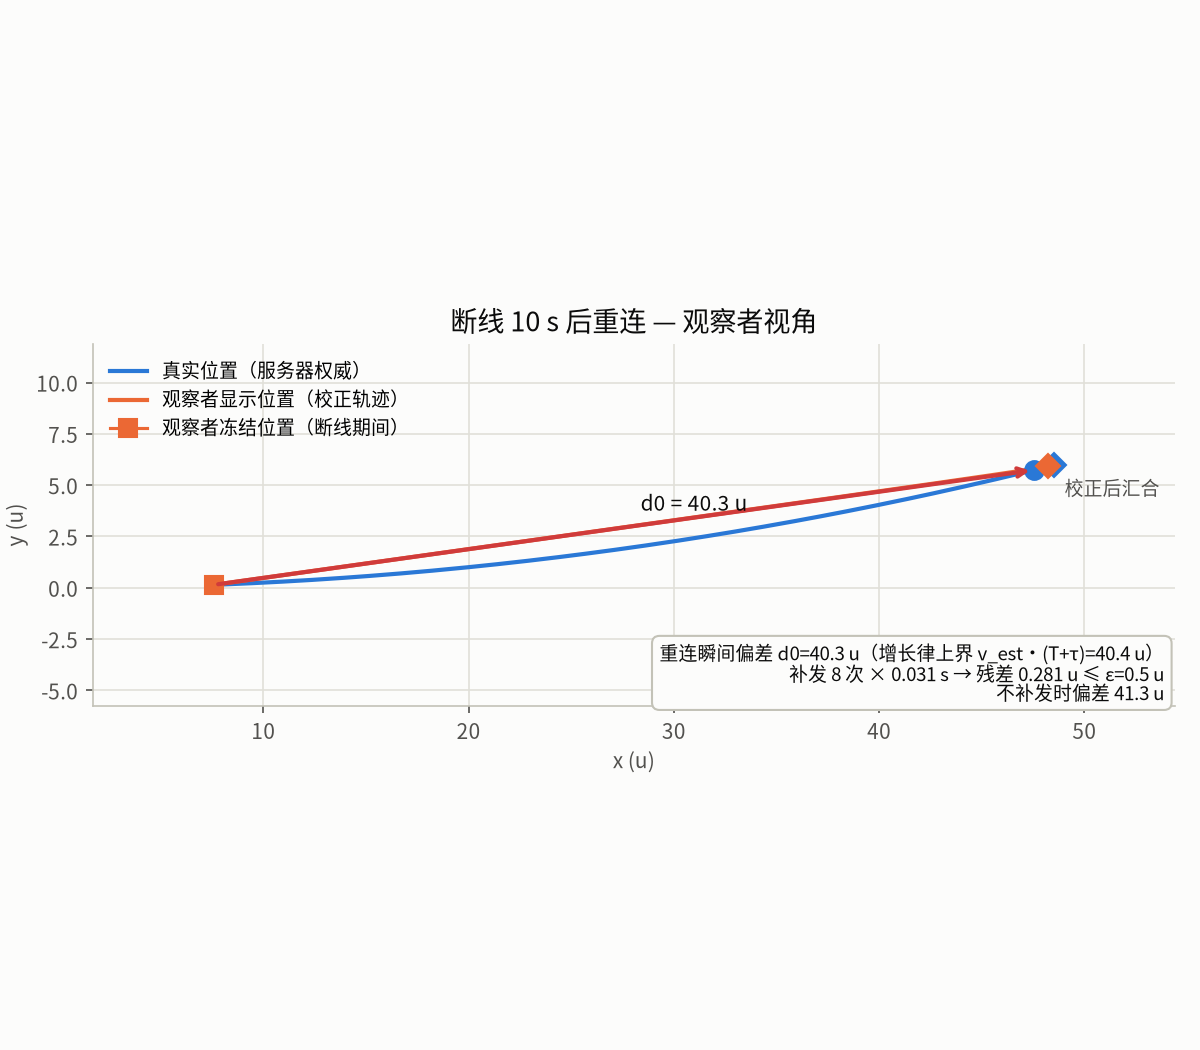 断线 10 s 后重连 — 观察者视角
真实位置（服务器权威）
观察者显示位置（校正轨迹）
观察者冻结位置（断线期间）
10.0
7.5
5.0
2.5
0.0
-2.5
-5.0
y (u)
d0 = 40.3 u
校正后汇合
重连瞬间偏差 d0=40.3 u（增长律上界 v_est·(T+τ)=40.4 u）
补发 8 次 × 0.031 s → 残差 0.281 u ≤ ε=0.5 u
不补发时偏差 41.3 u
10
20
30
40
50
x (u)